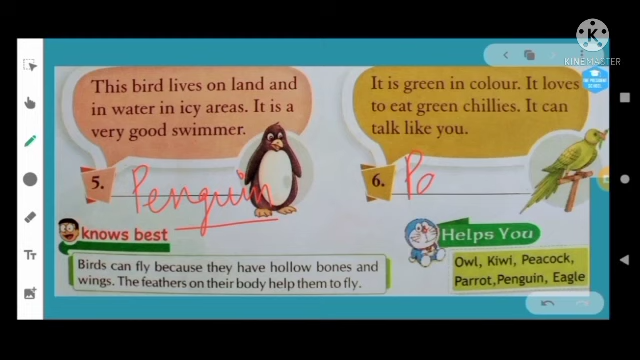 K
KINEMASTER
This bird lives on land and
in water in icy areas. It is a
very good swimmer.
5. Penguin
It is green in colour. It loves
to eat green chillies. It can
talk like you.
6. Pa
knows best
Birds can fly because they have hollow bones and
wings. The feathers on their body help them to fly.
Helps You
Owl, Kiwi, Peacock,
Parrot, Penguin, Eagle
TT